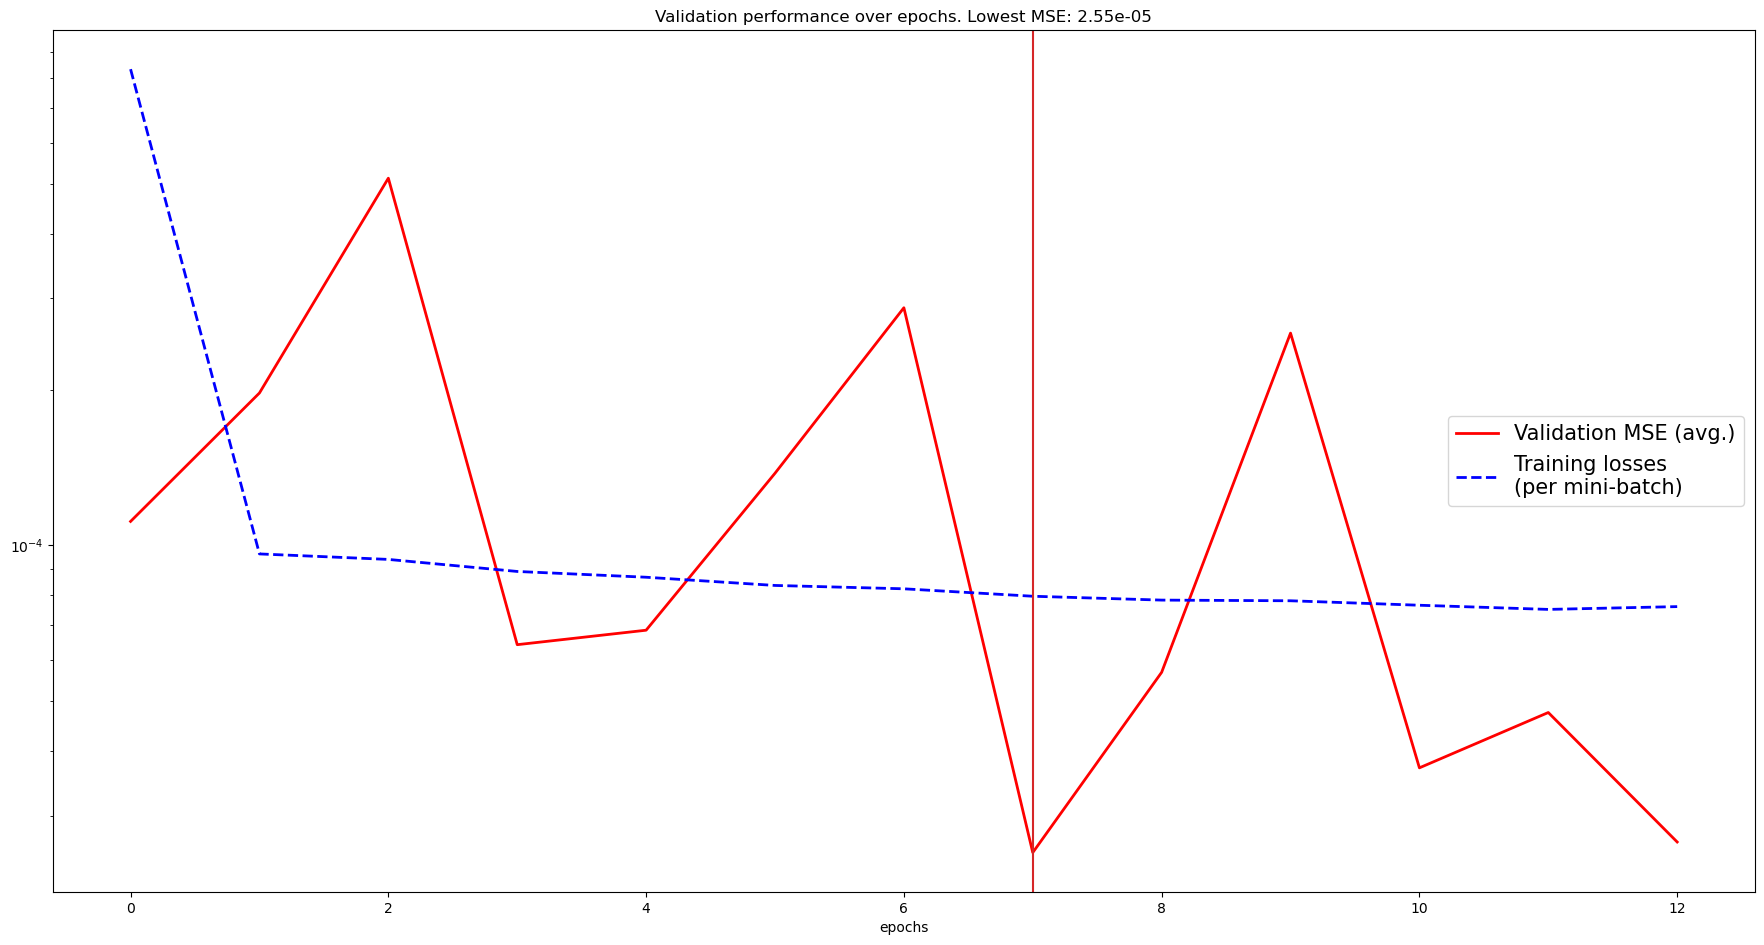 Validation performance over epochs. Lowest MSE: 2.55e-05
10⁻⁴
Validation MSE (avg.)
Training losses
(per mini-batch)
0 2 4 6 8 10 12
epochs